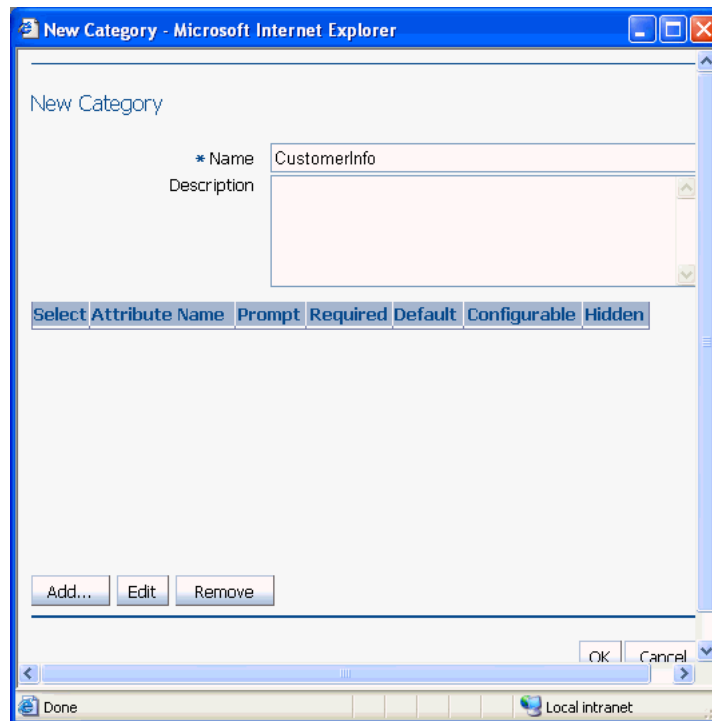 New Category - Microsoft Internet Explorer
New Category
* Name CustomerInfo
Description
Select Attribute Name Prompt Required Default Configurable Hidden
Add... Edit Remove
OK Cancel
Done Local intranet